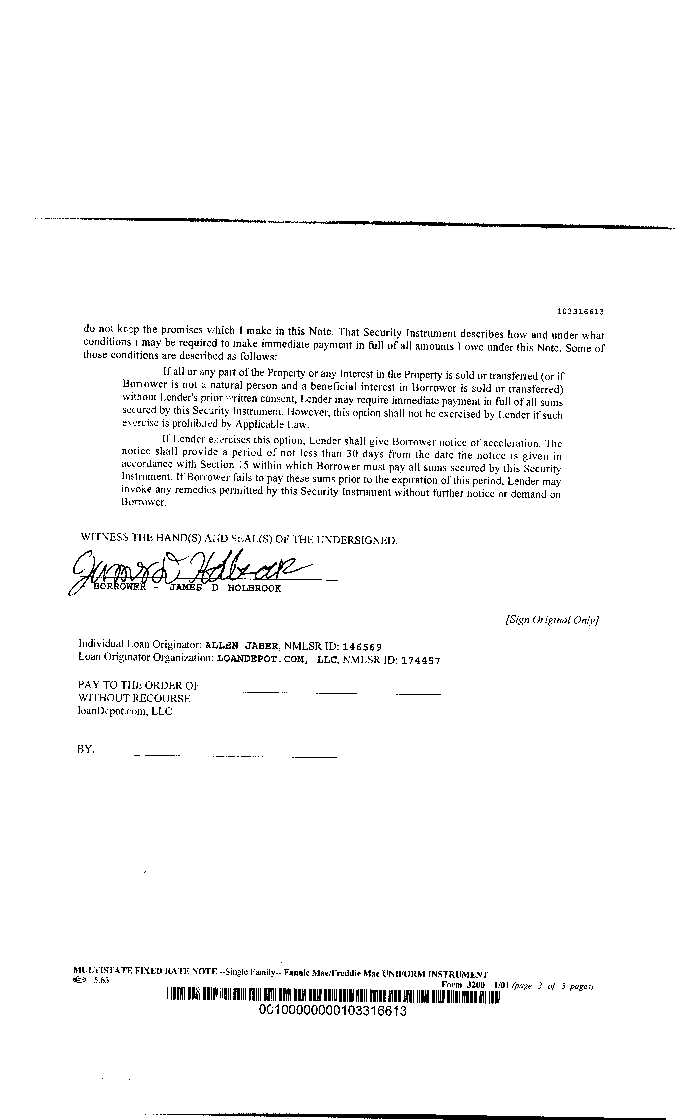 103316613
do not keep the promises which I make in this Note. That Security Instrument describes how and under what
conditions I may be required to make immediate payment in full of all amounts I owe under this Note. Some of
those conditions are described as follows:
If all or any part of the Property or any Interest in the Property is sold or transferred (or if
Borrower is not a natural person and a beneficial interest in Borrower is sold or transferred)
without Lender's prior written consent, Lender may require immediate payment in full of all sums
secured by this Security Instrument. However, this option shall not be exercised by Lender if such
exercise is prohibited by Applicable Law.
If Lender exercises this option, Lender shall give Borrower notice of acceleration. The
notice shall provide a period of not less than 30 days from the date the notice is given in
accordance with Section 15 within which Borrower must pay all sums secured by this Security
Instrument. If Borrower fails to pay these sums prior to the expiration of this period, Lender may
invoke any remedies permitted by this Security Instrument without further notice or demand on
Borrower.
WITNESS THE HAND(S) AND SEAL(S) OF THE UNDERSIGNED.
James D Holbrook
BORROWER - JAMES D HOLBROOK
[Sign Original Only]
Individual Loan Originator: ALLEN JABER, NMLSR ID: 146569
Loan Originator Organization: LOANDEPOT.COM, LLC, NMLSR ID: 174457
PAY TO THE ORDER OF
WITHOUT RECOURSE
loanDepot.com, LLC
BY:
MULTISTATE FIXED RATE NOTE --Single Family-- Fannie Mae/Freddie Mac UNIFORM INSTRUMENT
5.63
Form 3200 1/01 (page 3 of 3 pages)
00100000000103316613